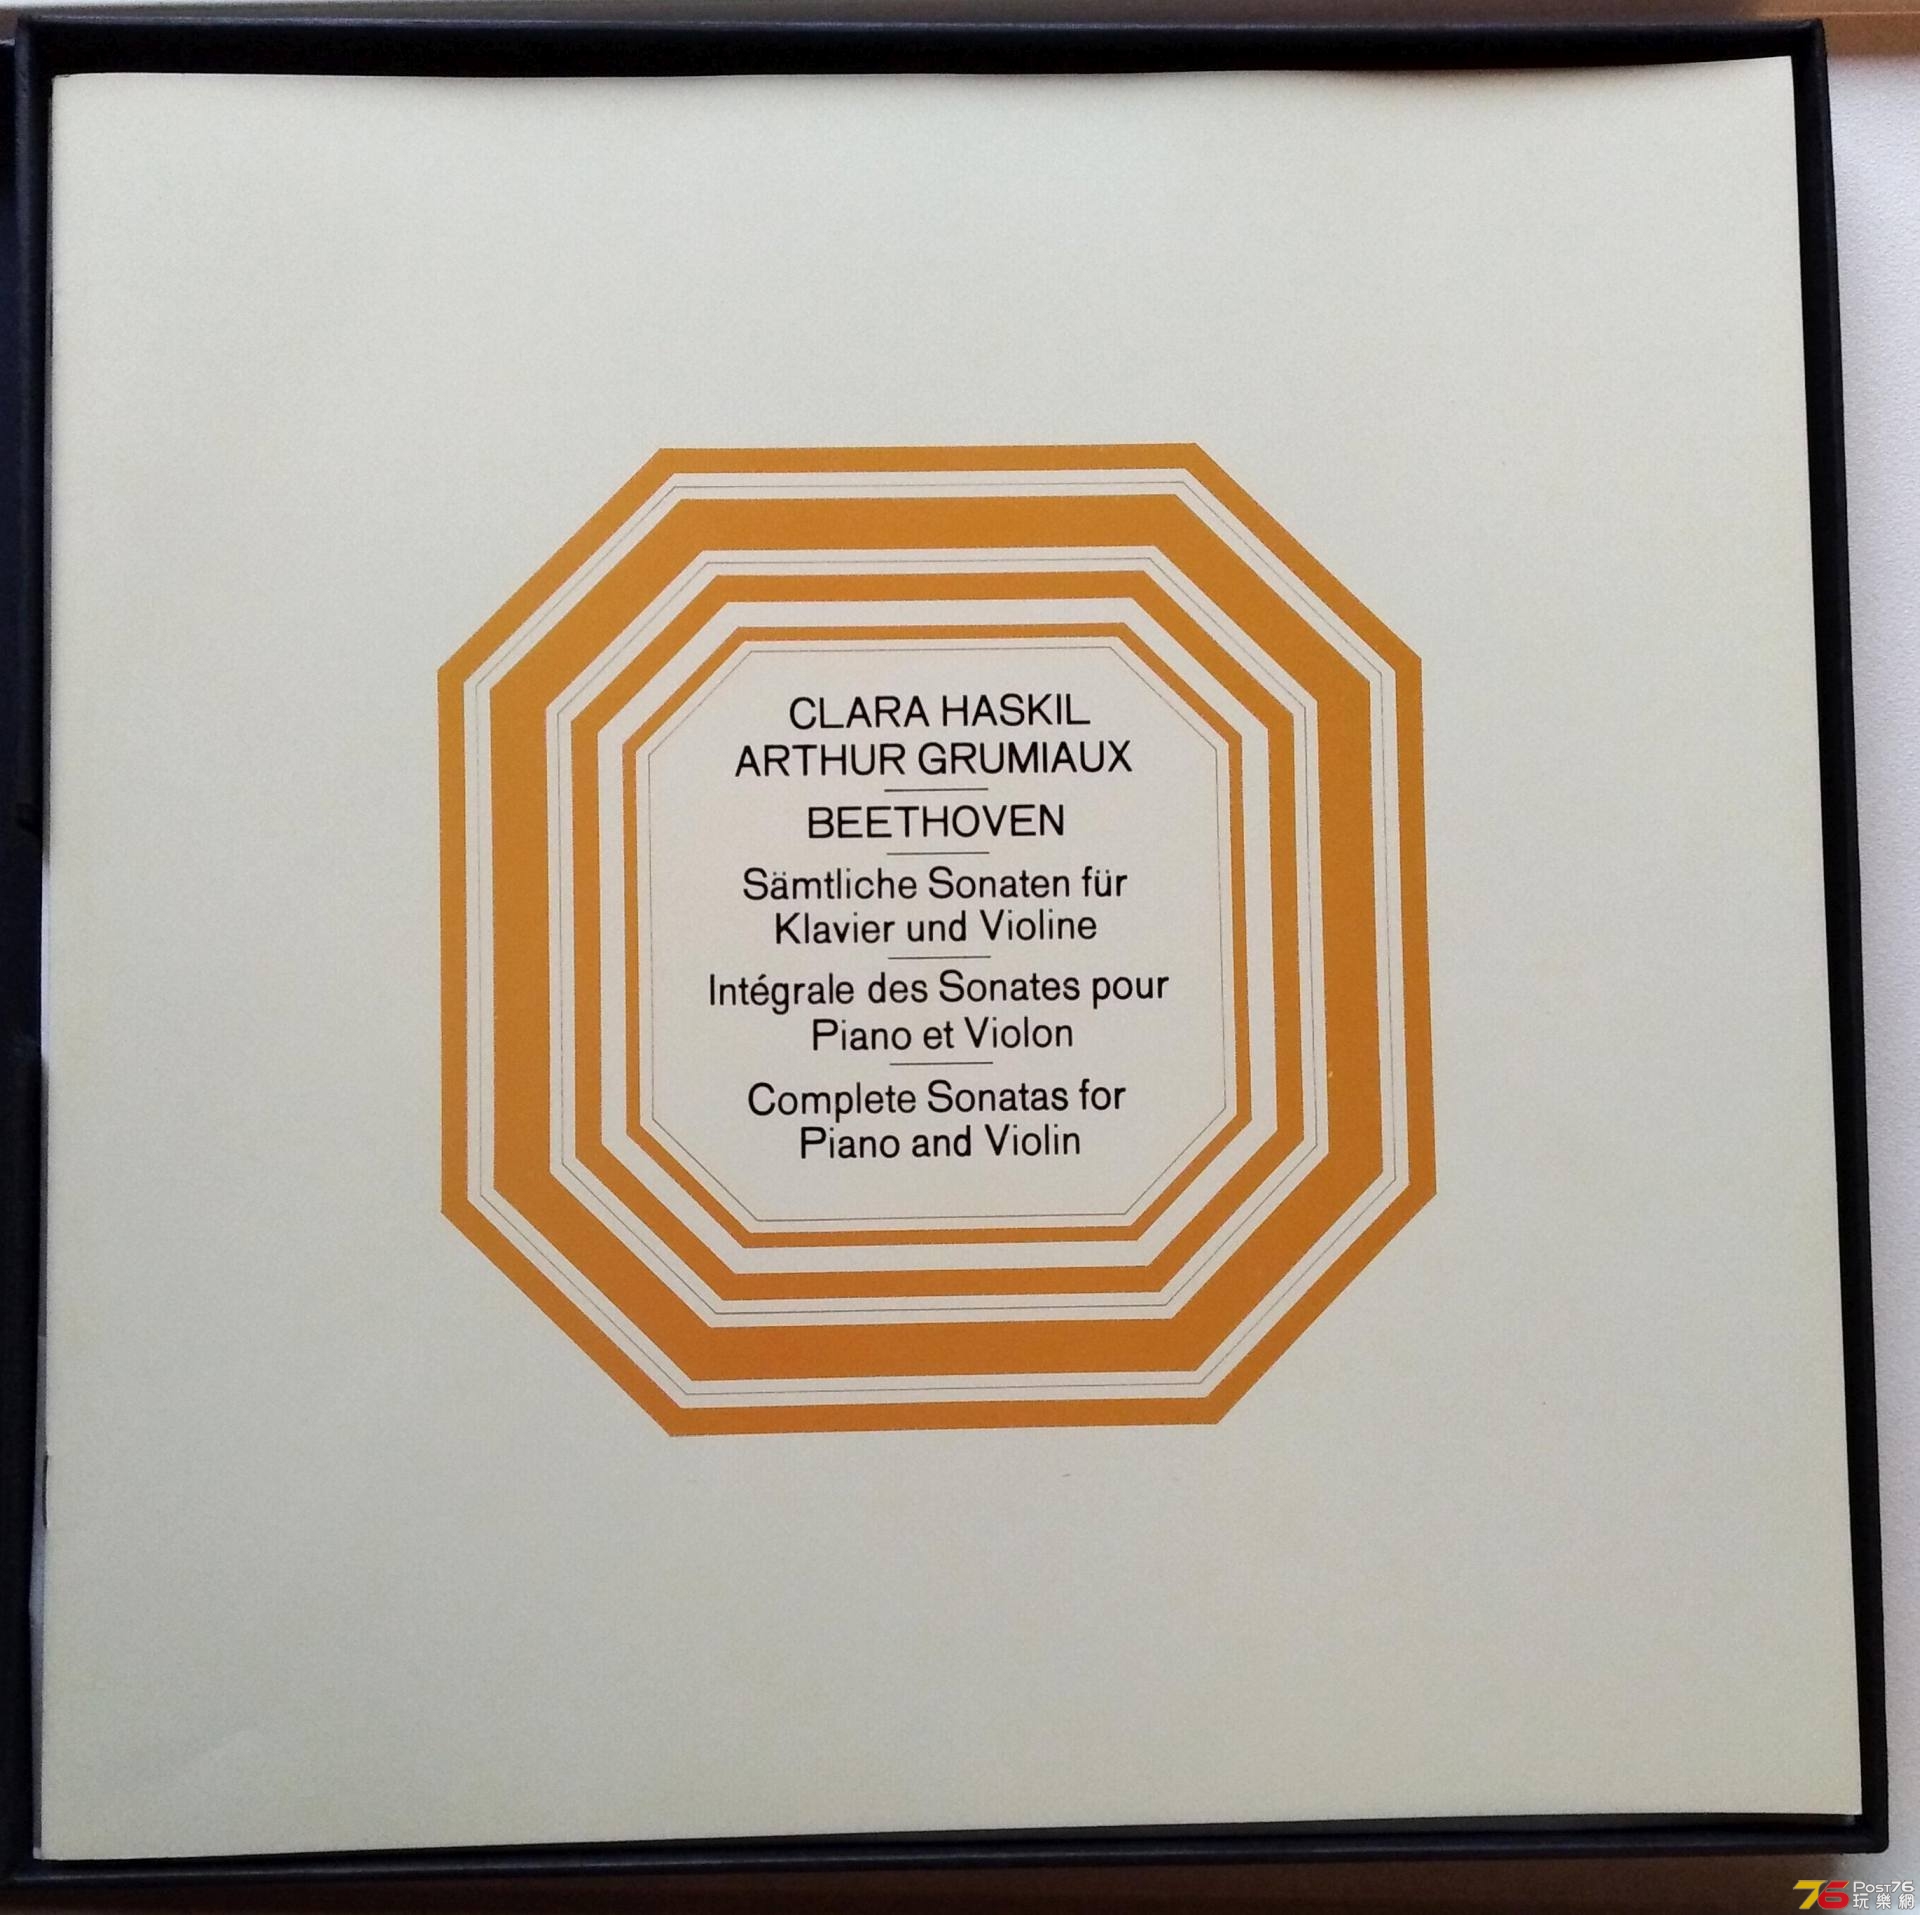 CLARA HASKIL
ARTHUR GRUMIAUX
BEETHOVEN
Sämtliche Sonaten für
Klavier und Violine
Intégrale des Sonates pour
Piano et Violon
Complete Sonatas for
Piano and Violin
76 POST76
玩樂網